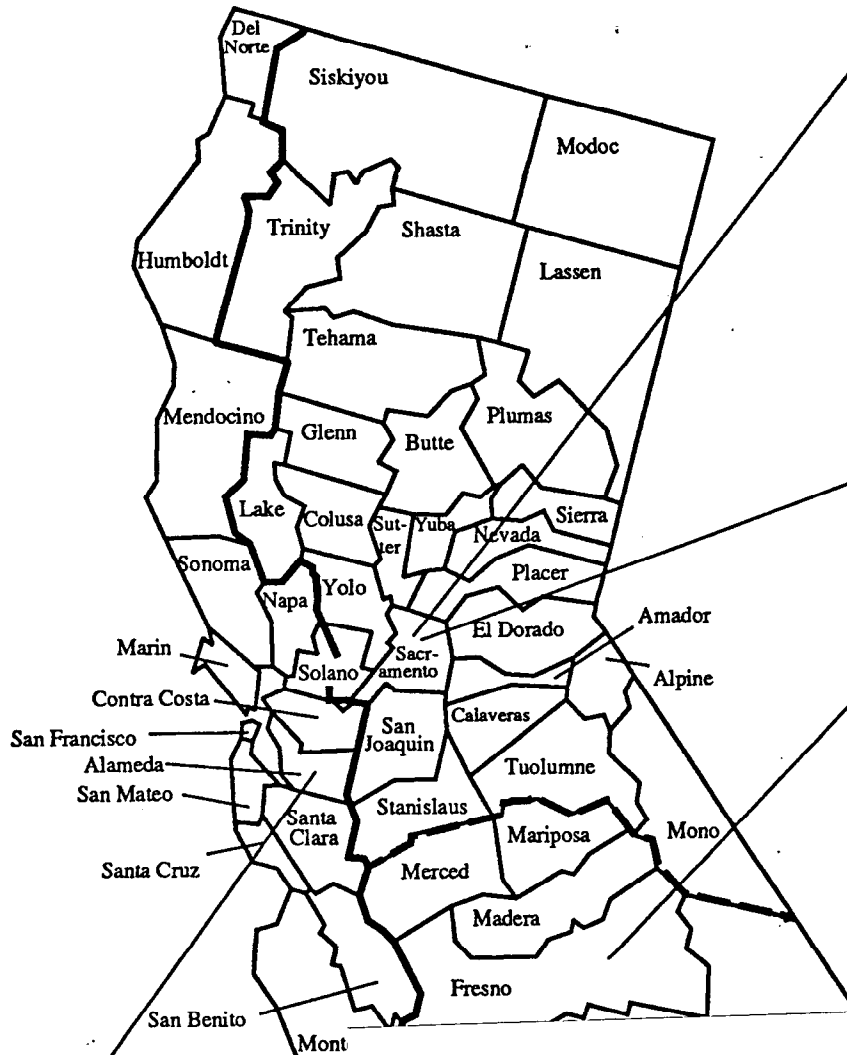 Del
Norte
Siskiyou
Modoc
Trinity
Shasta
Humboldt
Lassen
Tehama
Mendocino
Plumas
Glenn
Butte
Lake
Colusa
Sut-
ter
Yuba
Sierra
Nevada
Sonoma
Placer
Napa
Yolo
El Dorado
Amador
Marin
Solano
Sacr-
amento
Alpine
Contra Costa
Calaveras
San
Joaquin
San Francisco
Alameda
Tuolumne
San Mateo
Stanislaus
Santa
Clara
Mariposa
Mono
Santa Cruz
Merced
Madera
Fresno
San Benito
Mont